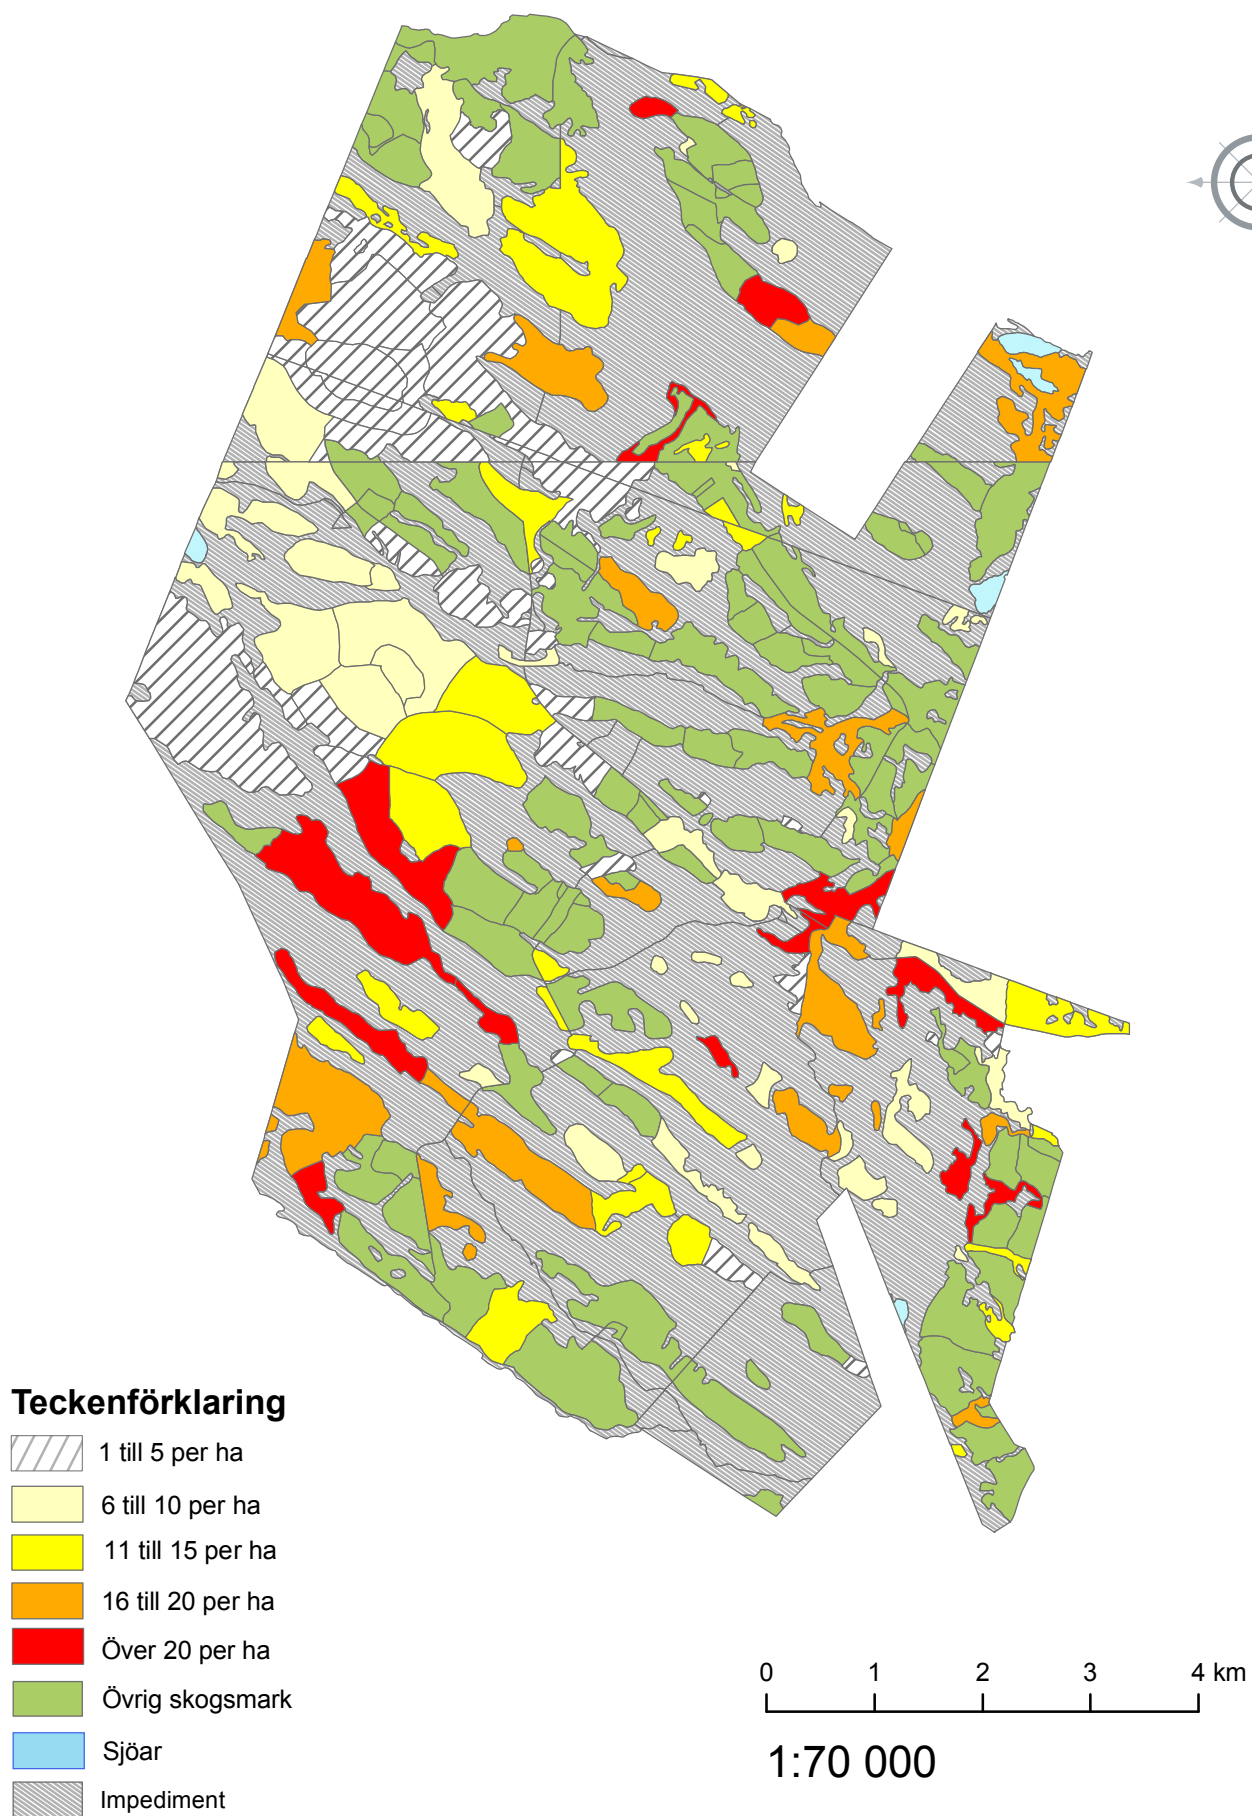 Teckenförklaring
1 till 5 per ha
6 till 10 per ha
11 till 15 per ha
16 till 20 per ha
Över 20 per ha
Övrig skogsmark
Sjöar
Impediment
0 1 2 3 4 km
1:70 000